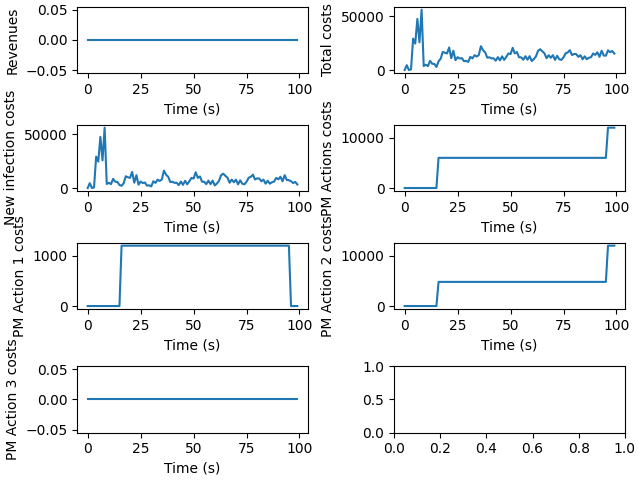 Revenues
0.05
0.00
−0.05
0 25 50 75 100
Time (s)
Total costs
50000
0
0 25 50 75 100
Time (s)
New infection costs
50000
0
0 25 50 75 100
Time (s)
PM Actions costs
10000
0
0 25 50 75 100
Time (s)
PM Action 1 costs
1000
0
0 25 50 75 100
Time (s)
PM Action 2 costs
10000
0
0 25 50 75 100
Time (s)
PM Action 3 costs
0.05
0.00
−0.05
0 25 50 75 100
Time (s)
1.0
0.5
0.0
0.0 0.2 0.4 0.6 0.8 1.0